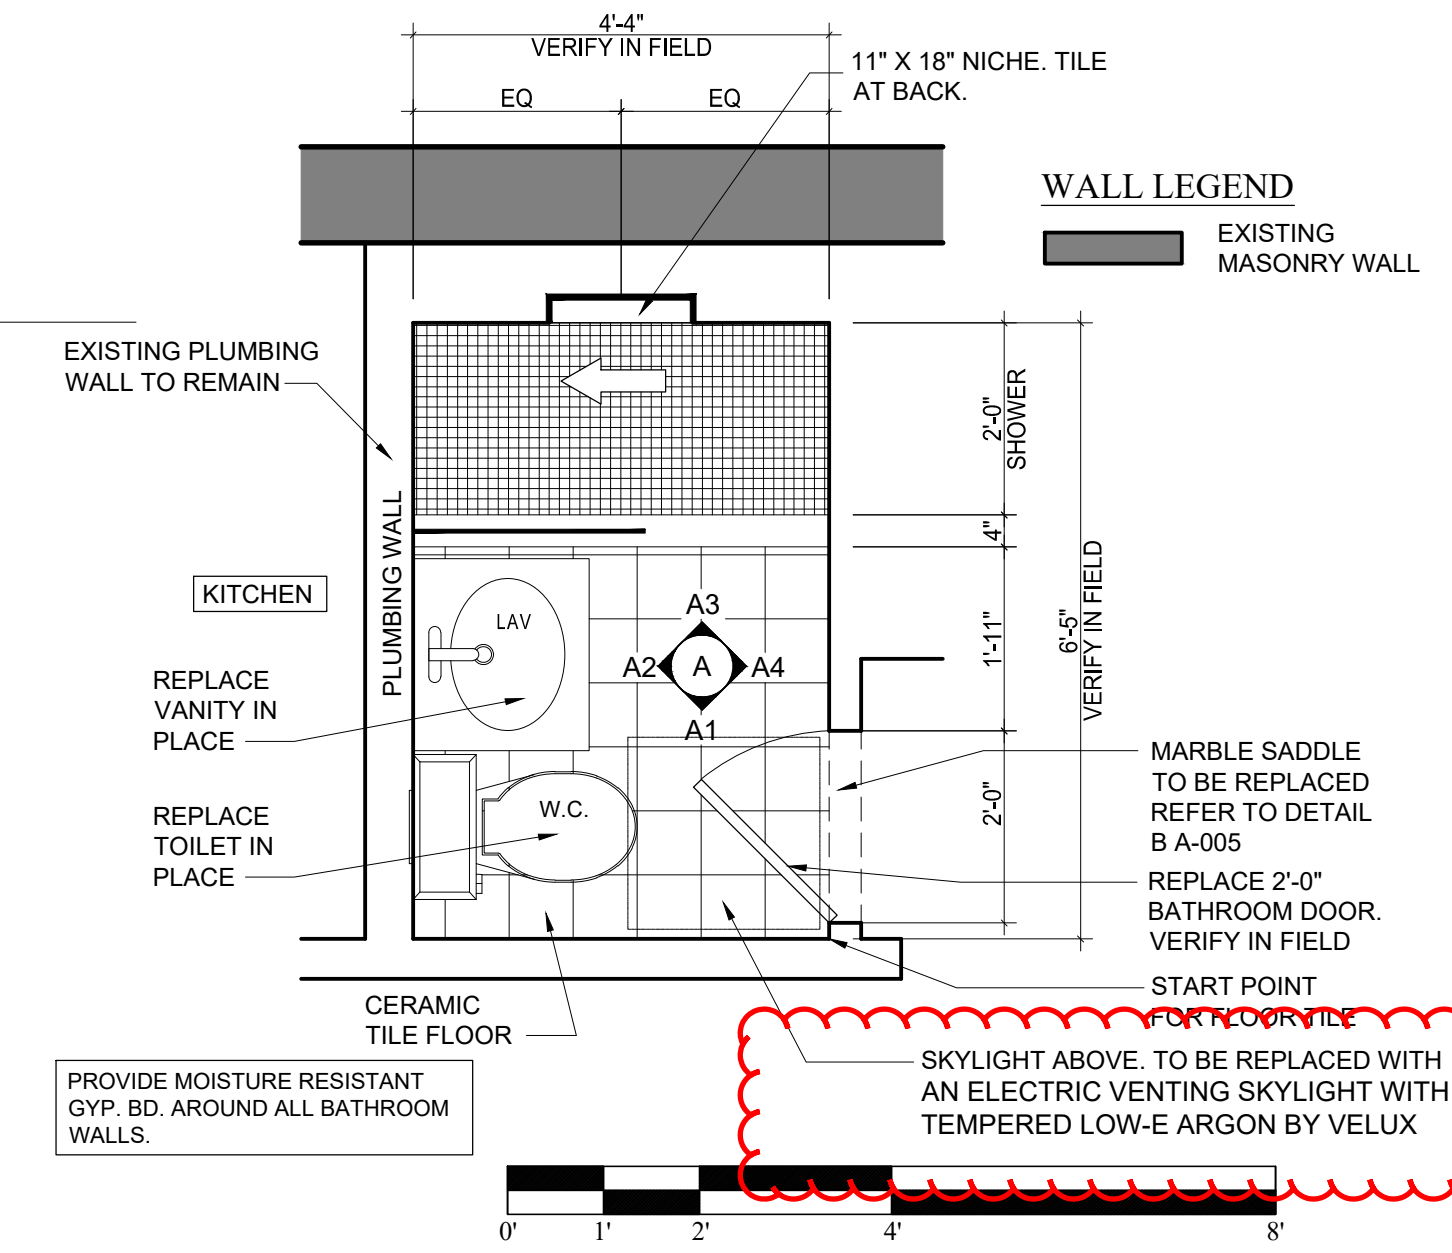 4'-4"
VERIFY IN FIELD
EQ
EQ
11" X 18" NICHE. TILE
AT BACK.
WALL LEGEND
EXISTING
MASONRY WALL
EXISTING PLUMBING
WALL TO REMAIN
2'-0"
SHOWER
4"
PLUMBING WALL
KITCHEN
LAV
A3
A2
A
A4
A1
1'-11"
6'-5"
VERIFY IN FIELD
REPLACE
VANITY IN
PLACE
W.C.
REPLACE
TOILET IN
PLACE
2'-0"
MARBLE SADDLE
TO BE REPLACED
REFER TO DETAIL
B A-005
REPLACE 2'-0"
BATHROOM DOOR.
VERIFY IN FIELD
START POINT
FOR FLOOR TILE
CERAMIC
TILE FLOOR
SKYLIGHT ABOVE. TO BE REPLACED WITH
AN ELECTRIC VENTING SKYLIGHT WITH
TEMPERED LOW-E ARGON BY VELUX
PROVIDE MOISTURE RESISTANT
GYP. BD. AROUND ALL BATHROOM
WALLS.
0'
1'
2'
4'
8'